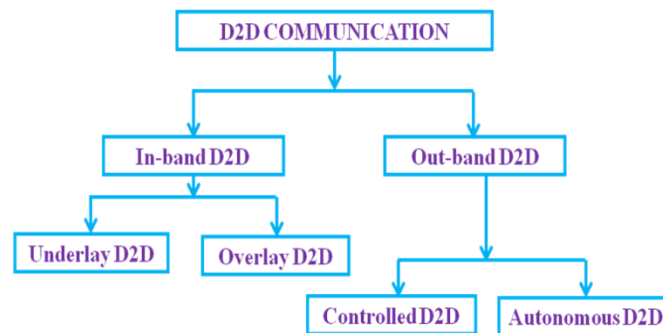 D2D COMMUNICATION
In-band D2D
Out-band D2D
Underlay D2D
Overlay D2D
Controlled D2D
Autonomous D2D